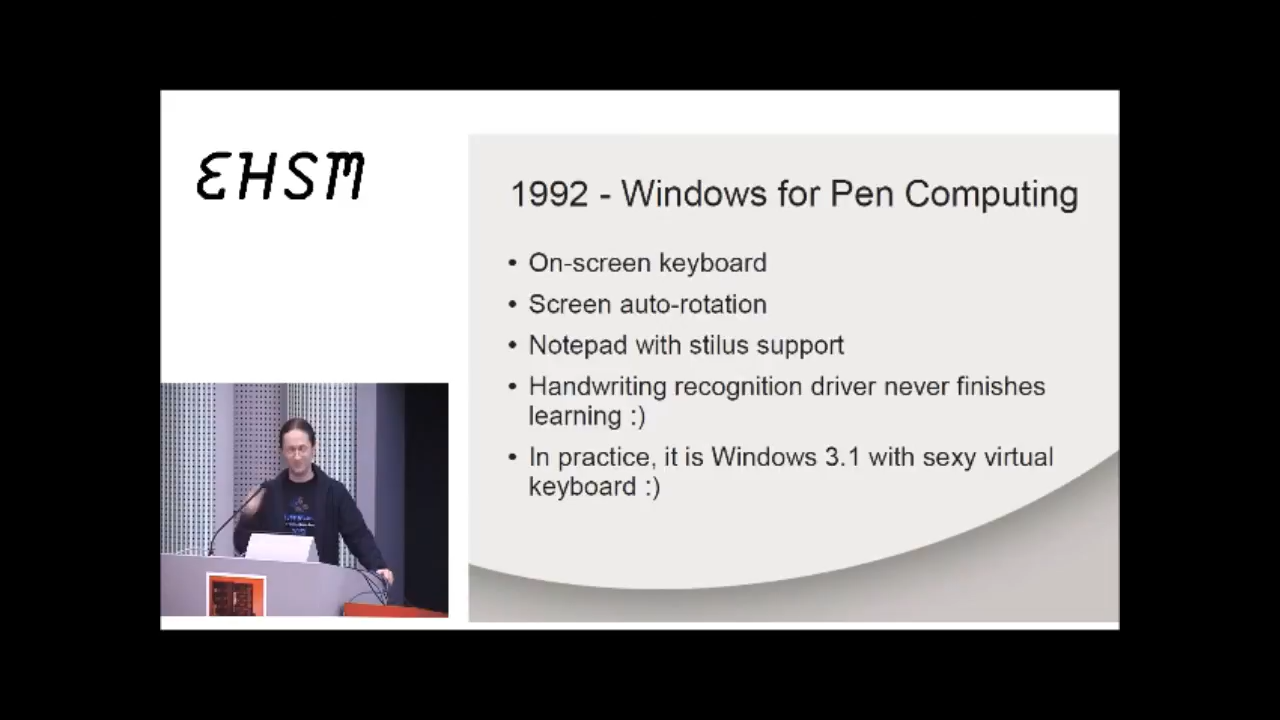 EHSM
1992 - Windows for Pen Computing
• On-screen keyboard
• Screen auto-rotation
• Notepad with stilus support
• Handwriting recognition driver never finishes
learning :)
• In practice, it is Windows 3.1 with sexy virtual
keyboard :)